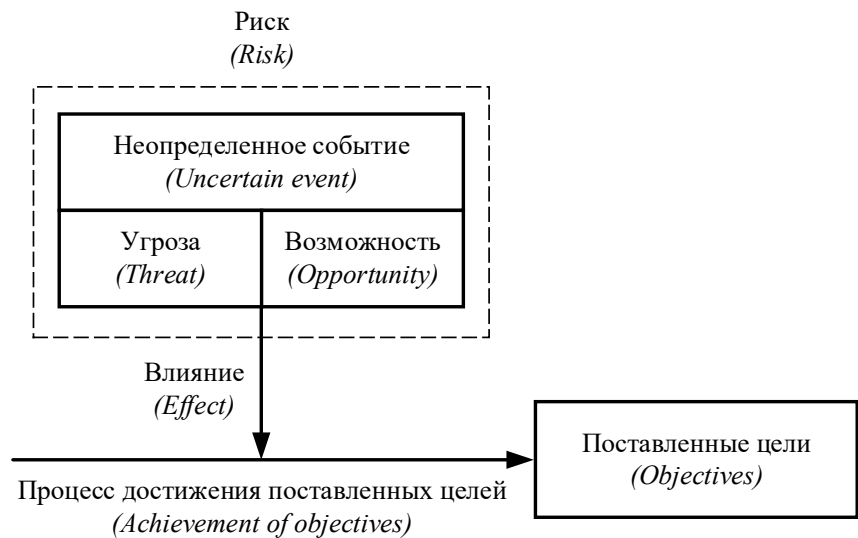 Риск
(Risk)
Неопределенное событие
(Uncertain event)
Угроза
(Threat)
Возможность
(Opportunity)
Влияние
(Effect)
Процесс достижения поставленных целей
(Achievement of objectives)
Поставленные цели
(Objectives)